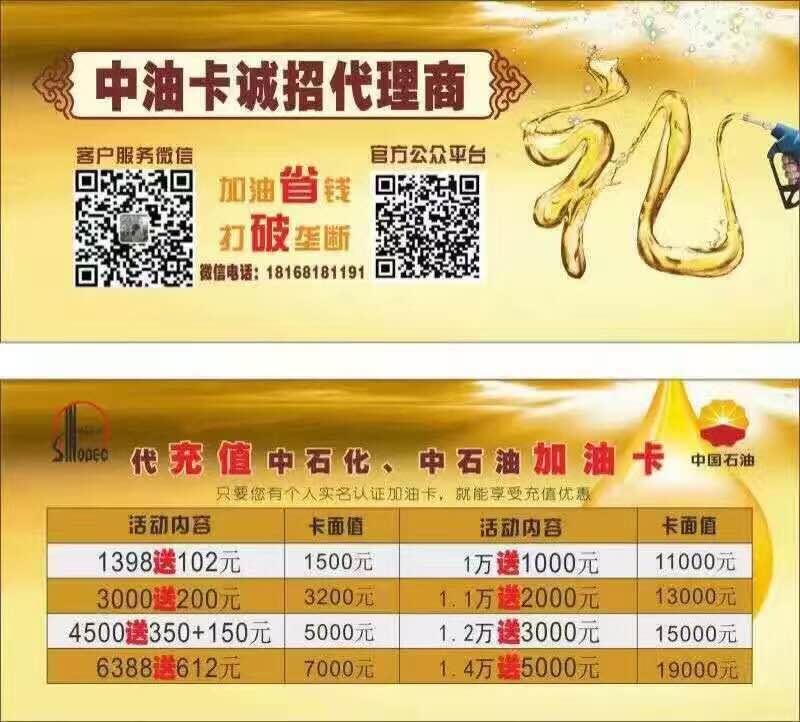 中油卡诚招代理商
礼
客户服务微信
官方公众平台
加油省钱
打破垄断
微信电话：18168181191
SINOPEC
代充值中石化、中石油加油卡
中国石油
只要您有个人实名认证加油卡，就能享受充值优惠
活动内容 卡面值 活动内容 卡面值
1398送102元 1500元 1万送1000元 11000元
3000送200元 3200元 1.1万送2000元 13000元
4500送350+150元 5000元 1.2万送3000元 15000元
6388送612元 7000元 1.4万送5000元 19000元